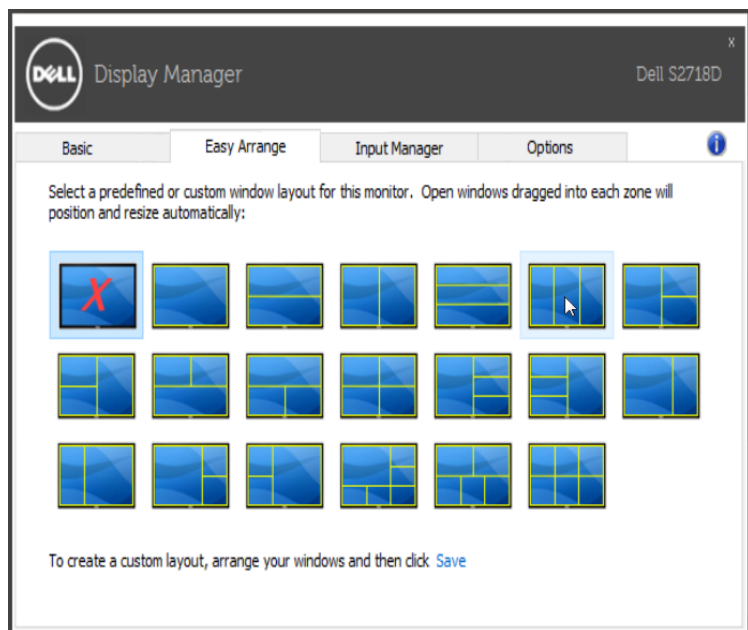 x
DELL Display Manager Dell S2718D
Basic Easy Arrange Input Manager Options i
Select a predefined or custom window layout for this monitor. Open windows dragged into each zone will
position and resize automatically:
X
To create a custom layout, arrange your windows and then click Save